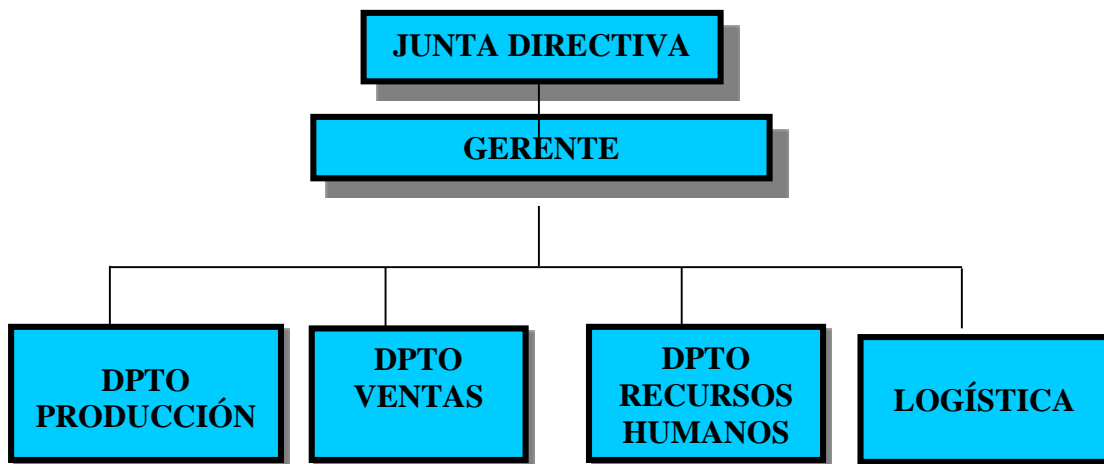 JUNTA DIRECTIVA
GERENTE
DPTO
PRODUCCIÓN
DPTO
VENTAS
DPTO
RECURSOS
HUMANOS
LOGÍSTICA